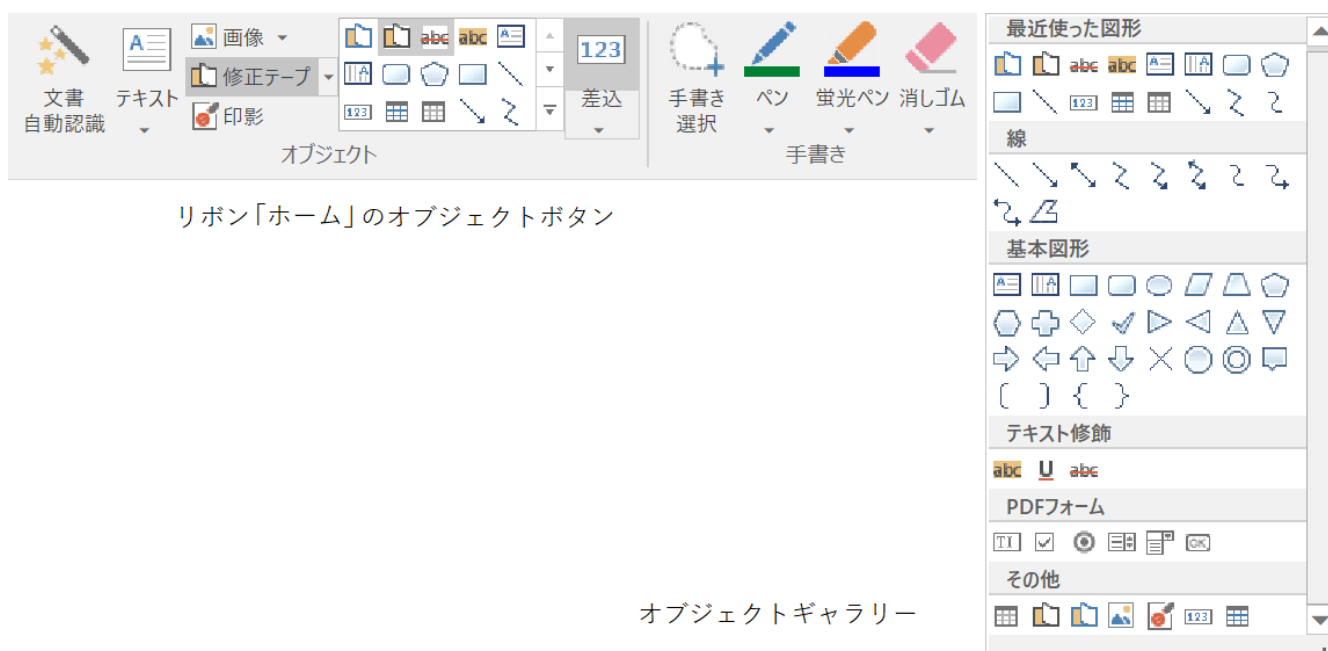 文書
自動認識
テキスト
画像
修正テープ
印影
abc abc
123
差込
オブジェクト
手書き
選択
ペン
蛍光ペン
消しゴム
手書き
リボン「ホーム」のオブジェクトボタン
最近使った図形
abc abc
123
線
基本図形
テキスト修飾
abc U abc
PDFフォーム
TI OK
その他
123
オブジェクトギャラリー